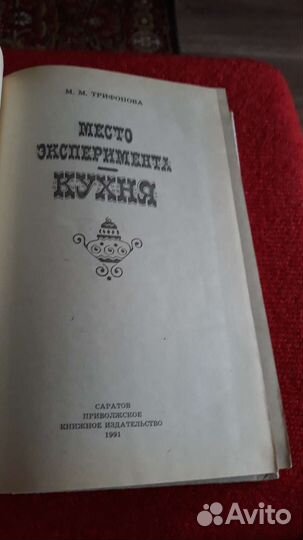 М. М. ТРИФОНОВА
МЕСТО
ЭКСПЕРИМЕНТА
—
КУХНЯ
САРАТОВ
ПРИВОЛЖСКОЕ
КНИЖНОЕ ИЗДАТЕЛЬСТВО
1991
Avito